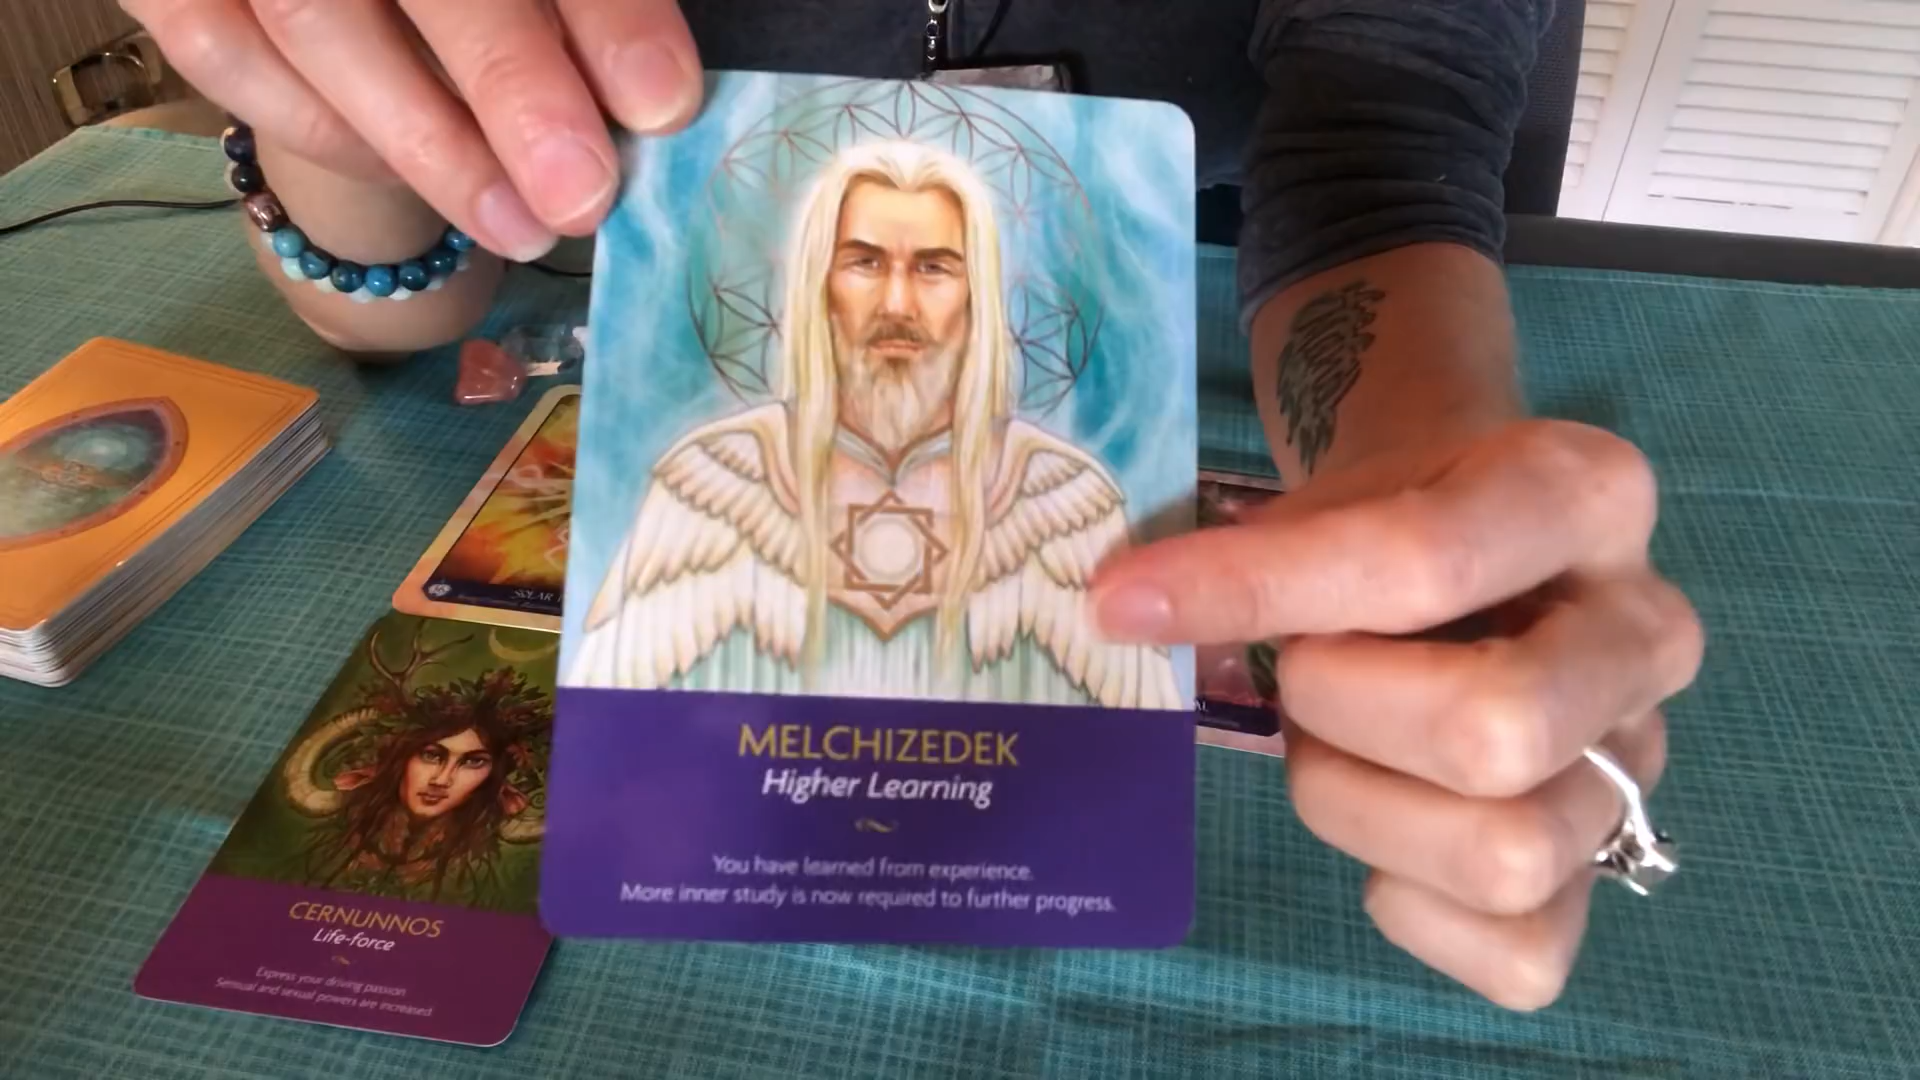 MELCHIZEDEK
Higher Learning
You have learned from experience.
More inner study is now required to further progress.
CERNUNNOS
Life-force
Express your driving passion
Sensual and sexual powers are increased
SOLAR